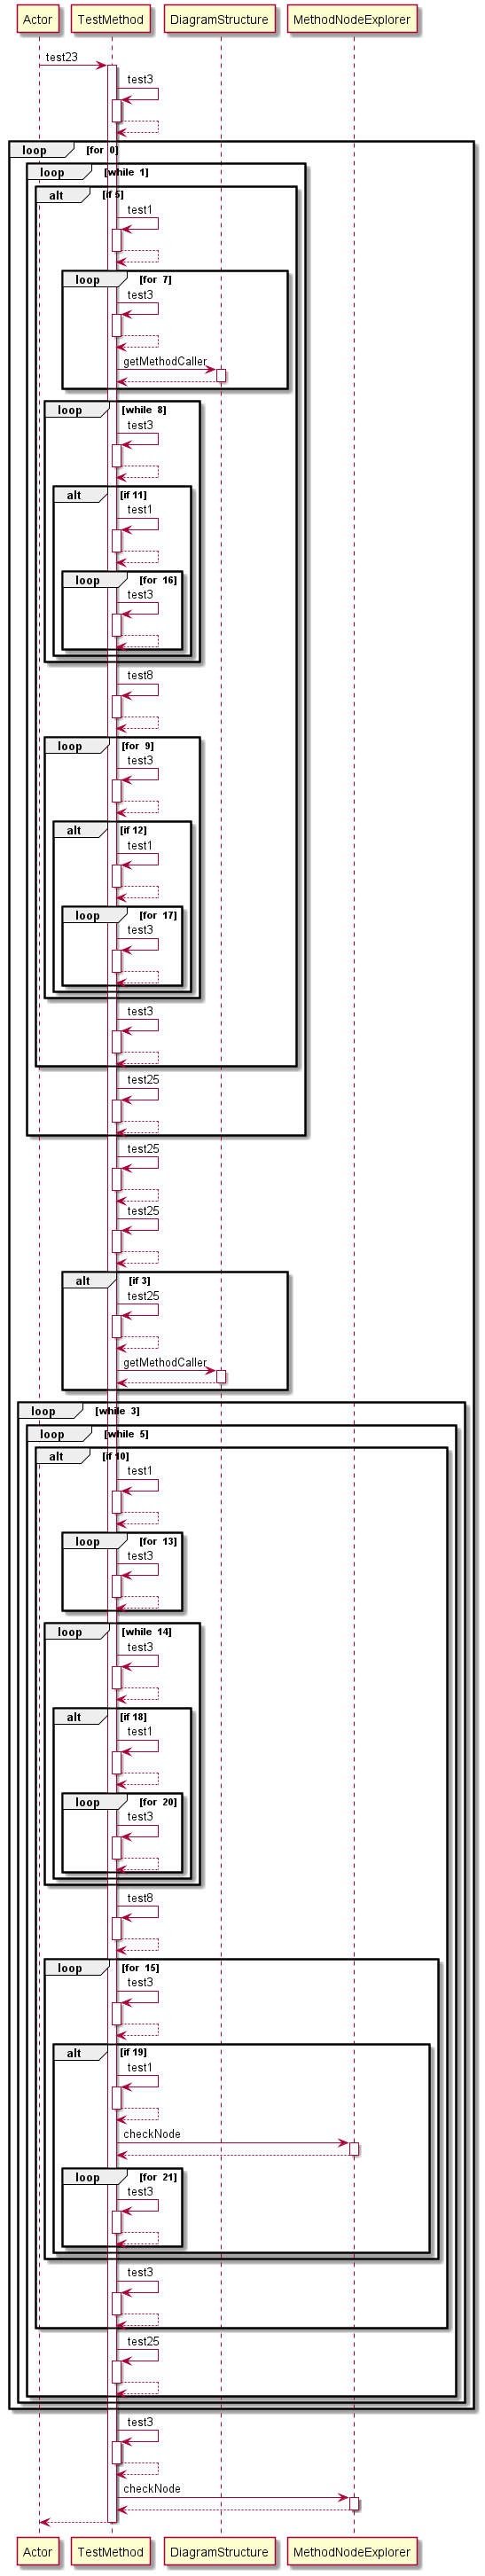 Actor TestMethod DiagramStructure MethodNodeExplorer
test23
test3
loop [for 0]
loop [while 1]
alt [if 5]
test1
loop [for 7]
test3
getMethodCaller
loop [while 8]
test3
alt [if 11]
test1
loop [for 16]
test3
test8
loop [for 9]
test3
alt [if 12]
test1
loop [for 17]
test3
test3
test25
test25
test25
alt [if 3]
test25
getMethodCaller
loop [while 3]
loop [while 5]
alt [if 10]
test1
loop [for 13]
test3
loop [while 14]
test3
alt [if 18]
test1
loop [for 20]
test3
test8
loop [for 15]
test3
alt [if 19]
test1
checkNode
loop [for 21]
test3
test3
test25
test3
checkNode
Actor TestMethod DiagramStructure MethodNodeExplorer